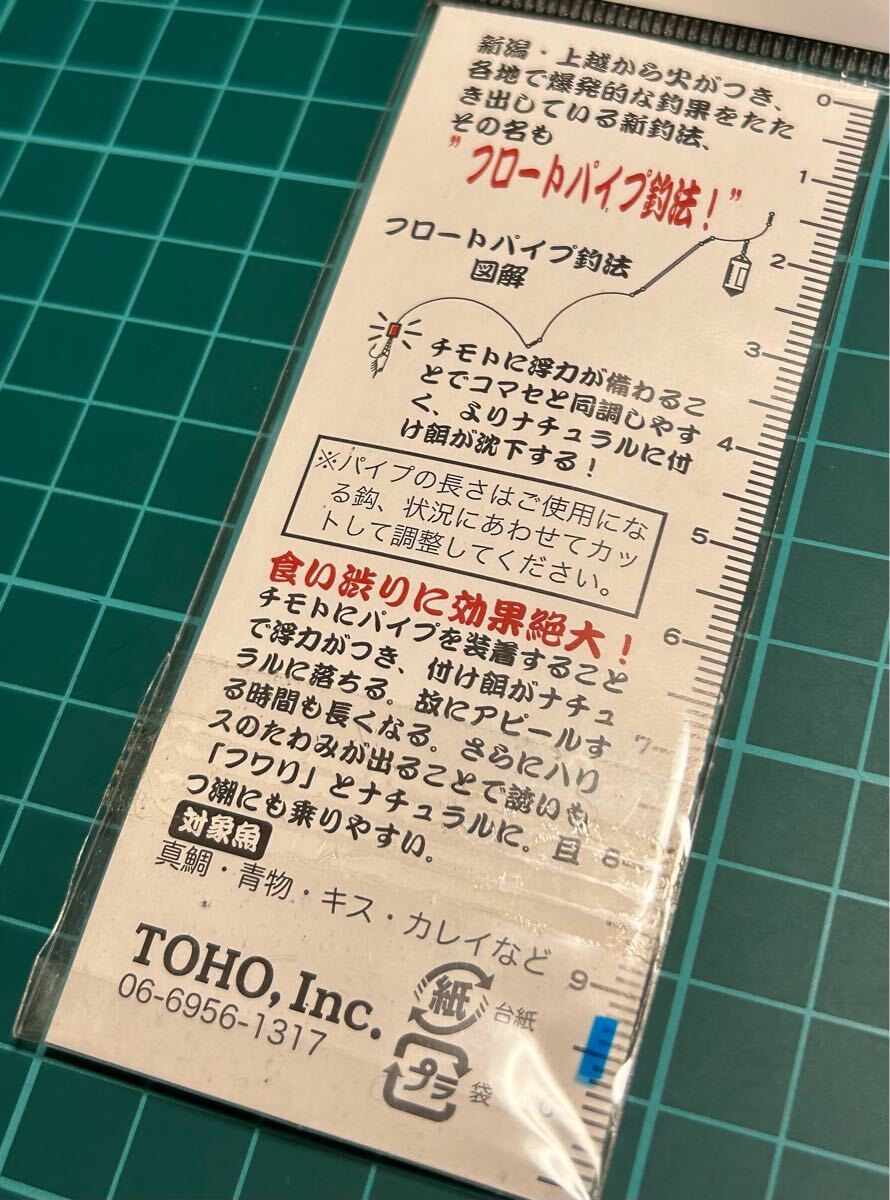 新潟・上越から火がつき、
各地で爆発的な釣果をたた
き出している新釣法、
その名も
”フロートパイプ釣法！”
フロートパイプ釣法
図解
チモトに浮力が備わるこ
とでコマセと同調しやす
く、よりナチュラルに付
け餌が沈下する！
※パイプの長さはご使用にな
る鈎、状況にあわせてカッ
トして調整してください。
食い渋りに効果絶大！
チモトにパイプを装着すること
で浮力がつき、付け餌がナチュ
ラルに落ちる。故にアピールす
る時間も長くなる。さらにハリ
スのたわみが出ることで誘いも
「フワリ」とナチュラルに。且
つ潮にも乗りやすい。
対象魚
真鯛・青物・キス・カレイなど
TOHO, Inc.
06-6956-1317
紙 台紙
プラ 袋
0
1
2
3
4
5
6
7
8
9